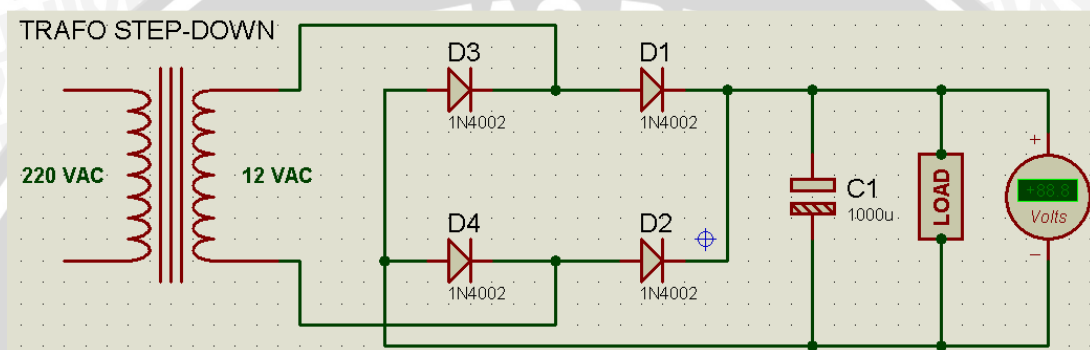 TRAFO STEP-DOWN
D3
D1
1N4002
1N4002
220 VAC
12 VAC
D4
D2
1N4002
1N4002
C1
1000u
LOAD
+
+88.8
Volts
−